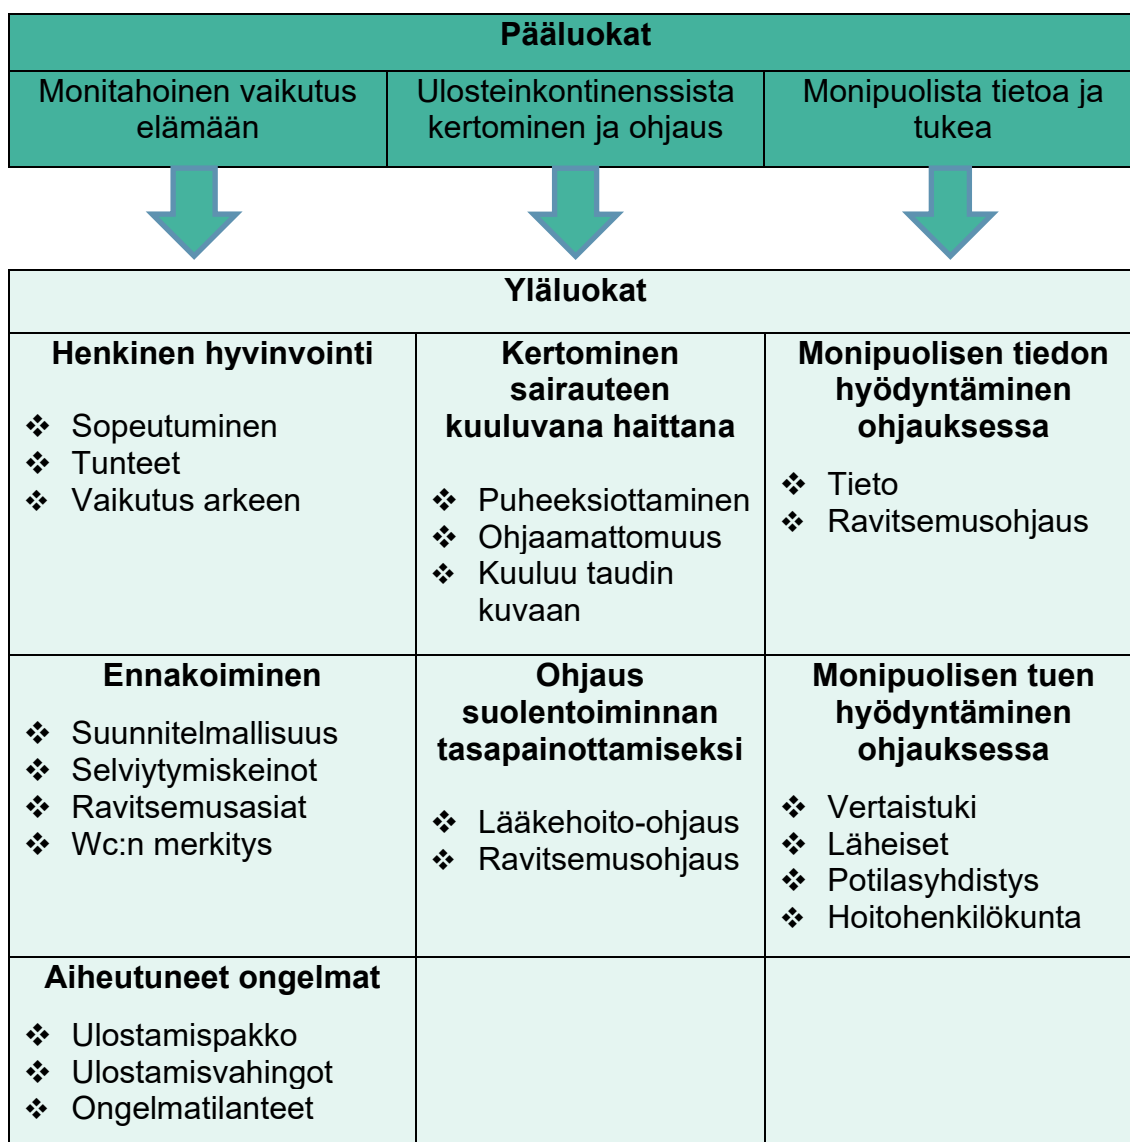 Pääluokat
Monitahoinen vaikutus
elämään
Ulosteinkontinenssista
kertominen ja ohjaus
Monipuolista tietoa ja
tukea
Yläluokat
Henkinen hyvinvointi
❖ Sopeutuminen
❖ Tunteet
❖ Vaikutus arkeen
Kertominen
sairauteen
kuuluvana haittana
❖ Puheeksiottaminen
❖ Ohjaamattomuus
❖ Kuuluu taudin
kuvaan
Monipuolisen tiedon
hyödyntäminen
ohjauksessa
❖ Tieto
❖ Ravitsemusohjaus
Ennakoiminen
❖ Suunnitelmallisuus
❖ Selviytymiskeinot
❖ Ravitsemusasiat
❖ Wc:n merkitys
Ohjaus
suolentoiminnan
tasapainottamiseksi
❖ Lääkehoito-ohjaus
❖ Ravitsemusohjaus
Monipuolisen tuen
hyödyntäminen
ohjauksessa
❖ Vertaistuki
❖ Läheiset
❖ Potilasyhdistys
❖ Hoitohenkilökunta
Aiheutuneet ongelmat
❖ Ulostamispakko
❖ Ulostamisvahingot
❖ Ongelmatilanteet